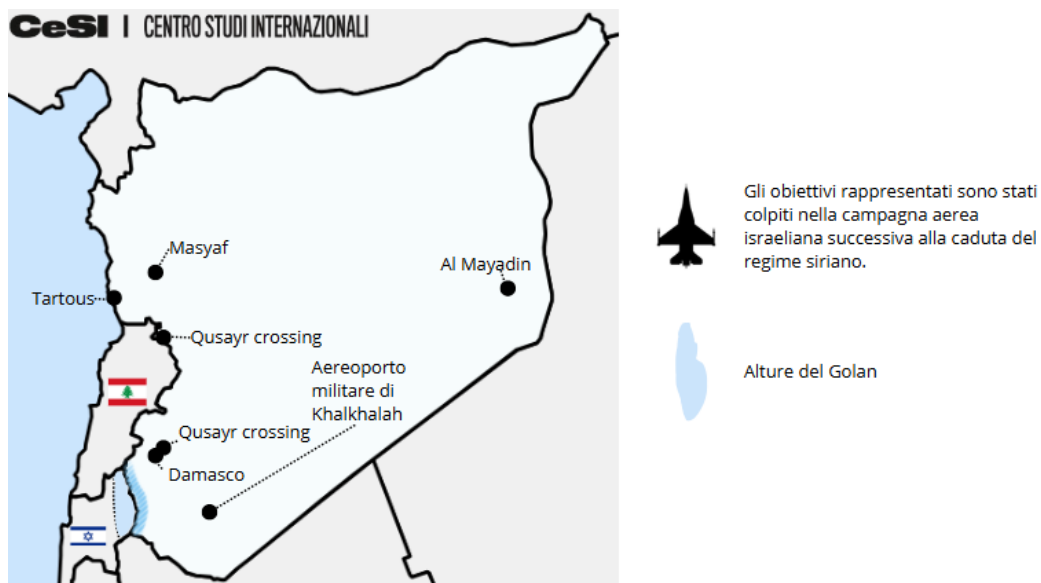 CeSI | CENTRO STUDI INTERNAZIONALI
Masyaf
Al Mayadin
Tartous
Qusayr crossing
Aereoporto
militare di
Khalkhalah
Qusayr crossing
Damasco
Gli obiettivi rappresentati sono stati
colpiti nella campagna aerea
israeliana successiva alla caduta del
regime siriano.
Alture del Golan